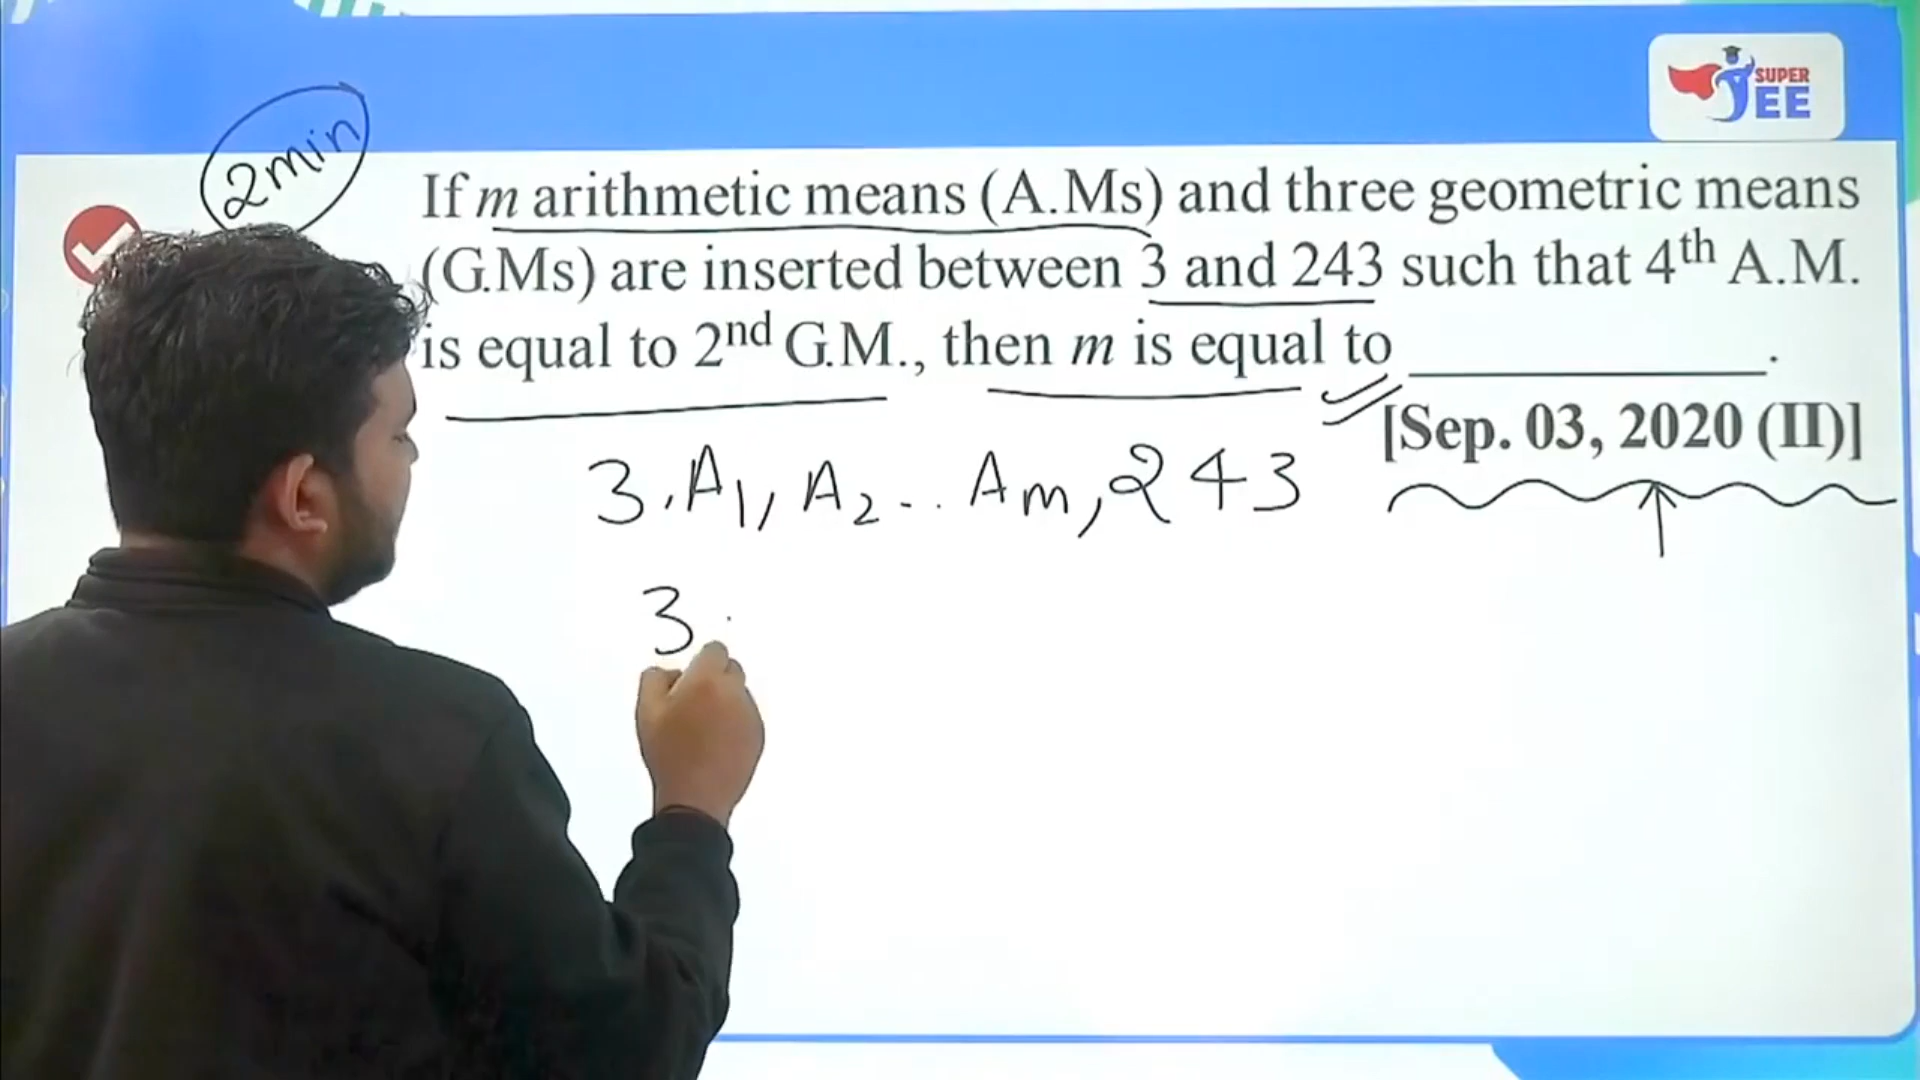 SUPER
JEE
2min
If m arithmetic means (A.Ms) and three geometric means
(G.Ms) are inserted between 3 and 243 such that 4th A.M.
is equal to 2nd G.M., then m is equal to ____________.
[Sep. 03, 2020 (II)]
3, A1, A2 .. Am, 243
3